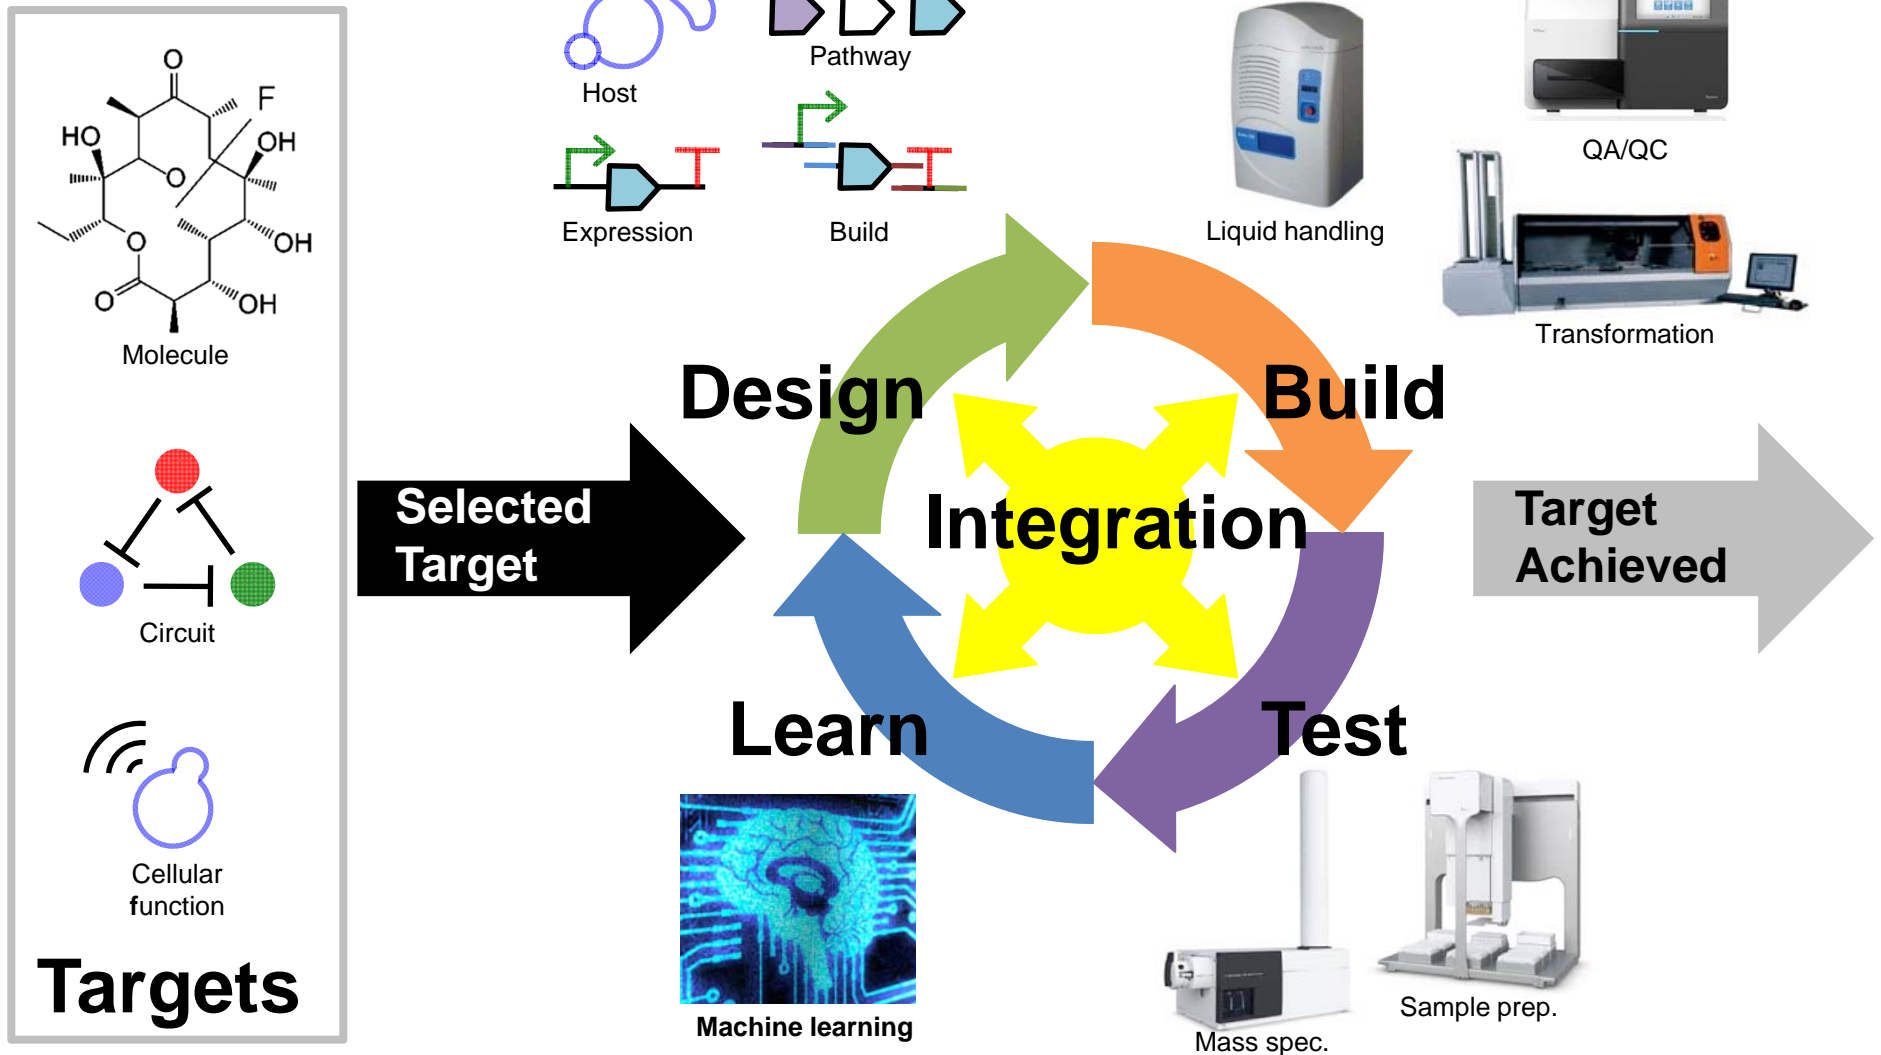 O
F
HO
OH
O
OH
O
O
OH
Molecule
Circuit
Cellular
function
Targets
Selected
Target
Host
Pathway
Expression
Build
Design
Build
Integration
Learn
Test
Liquid handling
QA/QC
Transformation
Target
Achieved
Machine learning
Mass spec.
Sample prep.